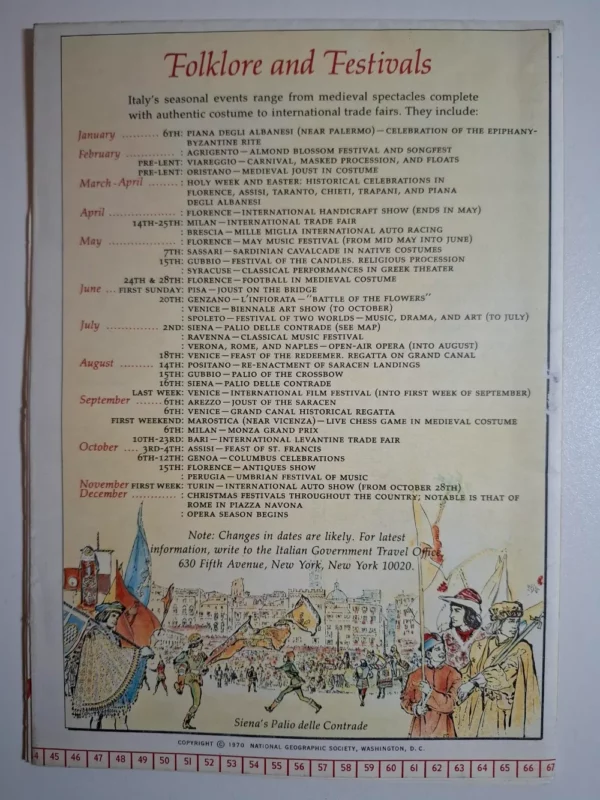 Folklore and Festivals
Italy's seasonal events range from medieval spectacles complete
with authentic costume to international trade fairs. They include:
January .......... 6TH: PIANA DEGLI ALBANESI (NEAR PALERMO)—CELEBRATION OF THE EPIPHANY-
BYZANTINE RITE
February ........... : AGRIGENTO—ALMOND BLOSSOM FESTIVAL AND SONGFEST
PRE-LENT: VIAREGGIO—CARNIVAL, MASKED PROCESSION, AND FLOATS
PRE-LENT: ORISTANO—MEDIEVAL JOUST IN COSTUME
March-April ........ : HOLY WEEK AND EASTER: HISTORICAL CELEBRATIONS IN
FLORENCE, ASSISI, TARANTO, CHIETI, TRAPANI, AND PIANA
DEGLI ALBANESI
April ................ : FLORENCE—INTERNATIONAL HANDICRAFT SHOW (ENDS IN MAY)
14TH-25TH: MILAN—INTERNATIONAL TRADE FAIR
: BRESCIA—MILLE MIGLIA INTERNATIONAL AUTO RACING
May ................. : FLORENCE—MAY MUSIC FESTIVAL (FROM MID MAY INTO JUNE)
7TH: SASSARI—SARDINIAN CAVALCADE IN NATIVE COSTUMES
15TH: GUBBIO—FESTIVAL OF THE CANDLES. RELIGIOUS PROCESSION
: SYRACUSE—CLASSICAL PERFORMANCES IN GREEK THEATER
24TH & 28TH: FLORENCE—FOOTBALL IN MEDIEVAL COSTUME
June ... FIRST SUNDAY: PISA—JOUST ON THE BRIDGE
20TH: GENZANO—L'INFIORATA—"BATTLE OF THE FLOWERS"
: VENICE—BIENNALE ART SHOW (TO OCTOBER)
: SPOLETO—FESTIVAL OF TWO WORLDS—MUSIC, DRAMA, AND ART (TO JULY)
July .............. 2ND: SIENA—PALIO DELLE CONTRADE (SEE MAP)
: RAVENNA—CLASSICAL MUSIC FESTIVAL
: VERONA, ROME, AND NAPLES—OPEN-AIR OPERA (INTO AUGUST)
18TH: VENICE—FEAST OF THE REDEEMER. REGATTA ON GRAND CANAL
August .......... 14TH: POSITANO—RE-ENACTMENT OF SARACEN LANDINGS
15TH: GUBBIO—PALIO OF THE CROSSBOW
16TH: SIENA—PALIO DELLE CONTRADE
LAST WEEK: VENICE—INTERNATIONAL FILM FESTIVAL (INTO FIRST WEEK OF SEPTEMBER)
September ....... 6TH: AREZZO—JOUST OF THE SARACEN
6TH: VENICE—GRAND CANAL HISTORICAL REGATTA
FIRST WEEKEND: MAROSTICA (NEAR VICENZA)—LIVE CHESS GAME IN MEDIEVAL COSTUME
6TH: MILAN—MONZA GRAND PRIX
10TH-23RD: BARI—INTERNATIONAL LEVANTINE TRADE FAIR
October .... 3RD-4TH: ASSISI—FEAST OF ST. FRANCIS
6TH-12TH: GENOA—COLUMBUS CELEBRATIONS
15TH: FLORENCE—ANTIQUES SHOW
: PERUGIA—UMBRIAN FESTIVAL OF MUSIC
November FIRST WEEK: TURIN—INTERNATIONAL AUTO SHOW (FROM OCTOBER 28TH)
December ........... : CHRISTMAS FESTIVALS THROUGHOUT THE COUNTRY; NOTABLE IS THAT OF
ROME IN PIAZZA NAVONA
: OPERA SEASON BEGINS
Note: Changes in dates are likely. For latest
information, write to the Italian Government Travel Office,
630 Fifth Avenue, New York, New York 10020.
Siena's Palio delle Contrade
COPYRIGHT © 1970 NATIONAL GEOGRAPHIC SOCIETY, WASHINGTON, D. C.
44 45 46 47 48 49 50 51 52 53 54 55 56 57 58 59 60 61 62 63 64 65 66 67